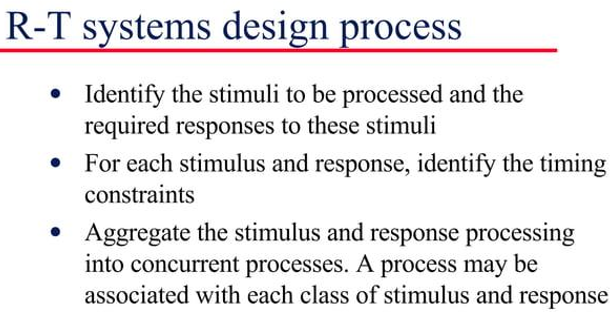 R-T systems design process
• Identify the stimuli to be processed and the
required responses to these stimuli
• For each stimulus and response, identify the timing
constraints
• Aggregate the stimulus and response processing
into concurrent processes. A process may be
associated with each class of stimulus and response